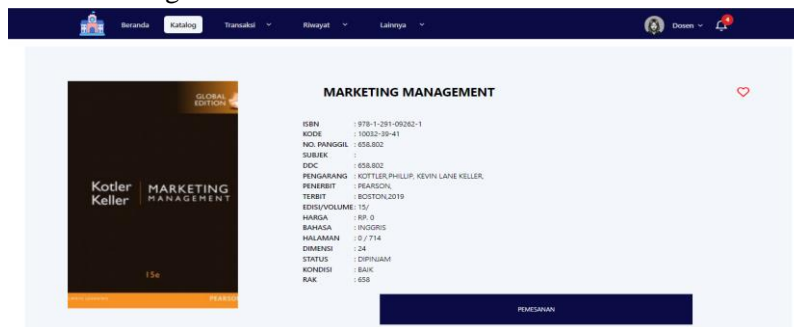 Beranda Katalog Transaksi Riwayat Lainnya Dosen 4
MARKETING MANAGEMENT
GLOBAL
EDITION
Kotler
Keller
MARKETING
MANAGEMENT
15e
PEARSON
ISBN : 978-1-291-09262-1
KODE : 10032-39-41
NO. PANGGIL : 658.802
SUBJEK :
DDC : 658.802
PENGARANG : KOTTLER,PHILLIP, KEVIN LANE KELLER,
PENERBIT : PEARSON,
TERBIT : BOSTON,2019
EDISI/VOLUME: 15/
HARGA : RP. 0
BAHASA : INGGRIS
HALAMAN : 0 / 714
DIMENSI : 24
STATUS : DIPINJAM
KONDISI : BAIK
RAK : 658
PEMESANAN